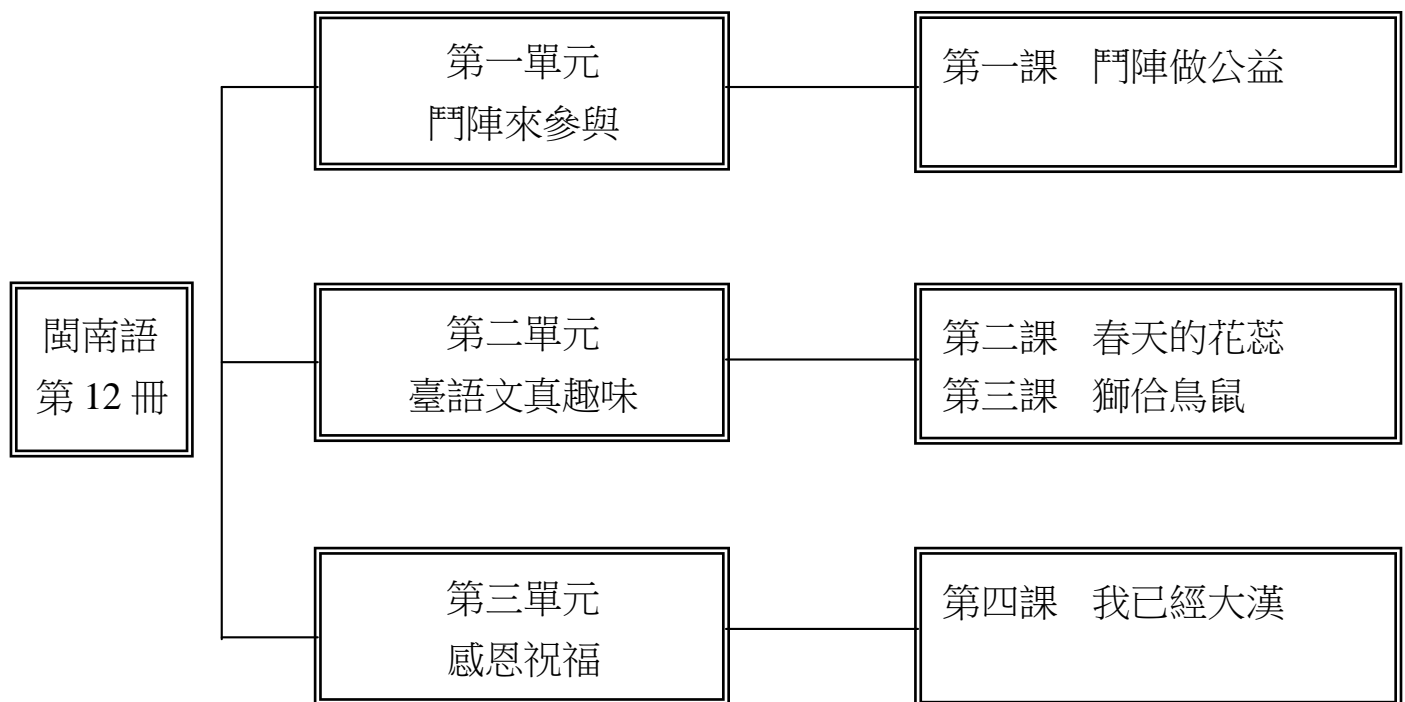 閩南語
第 12 冊
第一單元
鬥陣來參與
第一課 鬥陣做公益
第二單元
臺語文真趣味
第二課 春天的花蕊
第三課 獅佮鳥鼠
第三單元
感恩祝福
第四課 我已經大漢